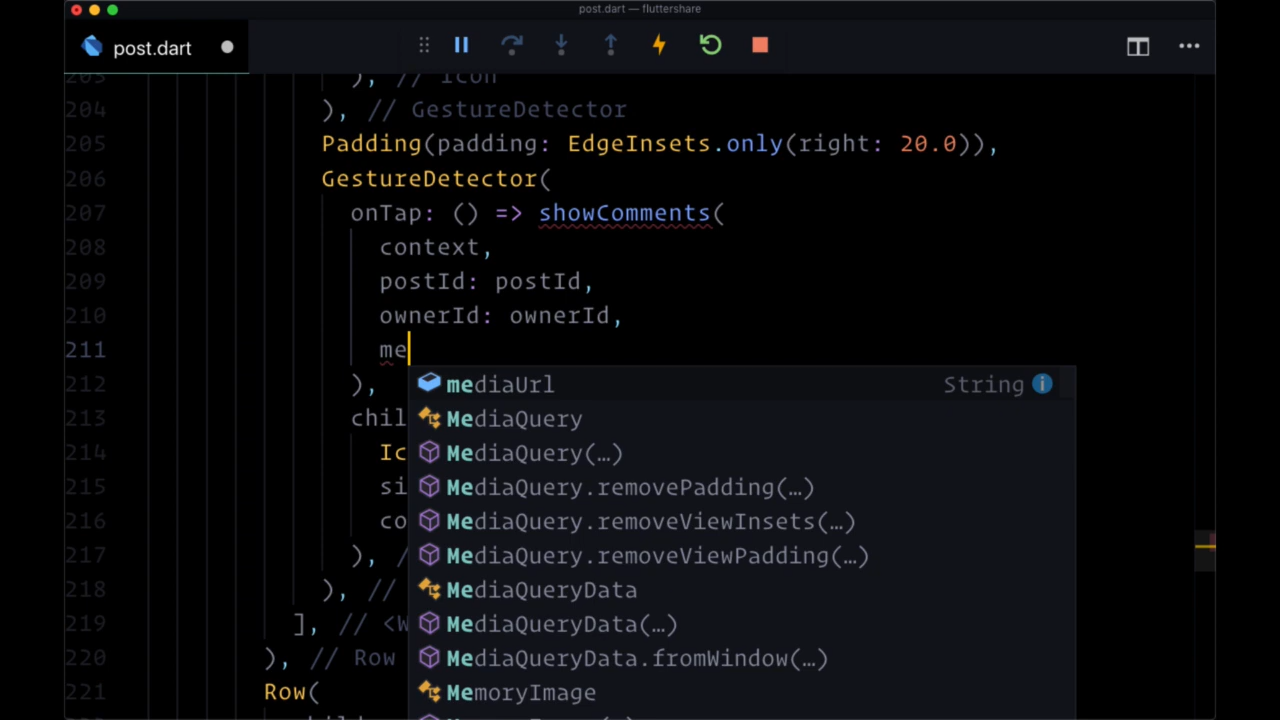 post.dart — fluttershare
post.dart
203 ), // Icon
204 ), // GestureDetector
205 Padding(padding: EdgeInsets.only(right: 20.0)),
206 GestureDetector(
207 onTap: () => showComments(
208 context,
209 postId: postId,
210 ownerId: ownerId,
211 me
212 ),
mediaUrl String
MediaQuery
213 chil
MediaQuery(…)
214 Ic
MediaQuery.removePadding(…)
215 si
MediaQuery.removeViewInsets(…)
216 co
MediaQuery.removeViewPadding(…)
217 ), /
MediaQueryData
218 ), //
MediaQueryData(…)
219 ], // <W
MediaQueryData.fromWindow(…)
220 ), // Row
MemoryImage
221 Row(